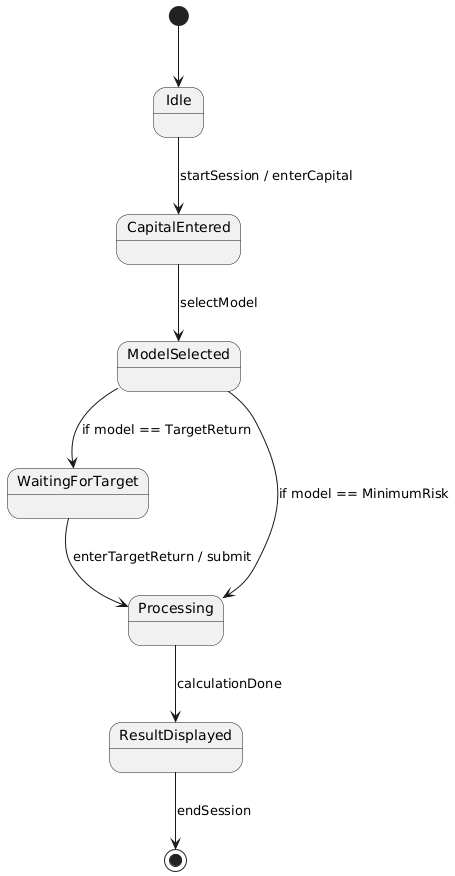 Idle
startSession / enterCapital
CapitalEntered
selectModel
ModelSelected
if model == TargetReturn
WaitingForTarget
if model == MinimumRisk
enterTargetReturn / submit
Processing
calculationDone
ResultDisplayed
endSession